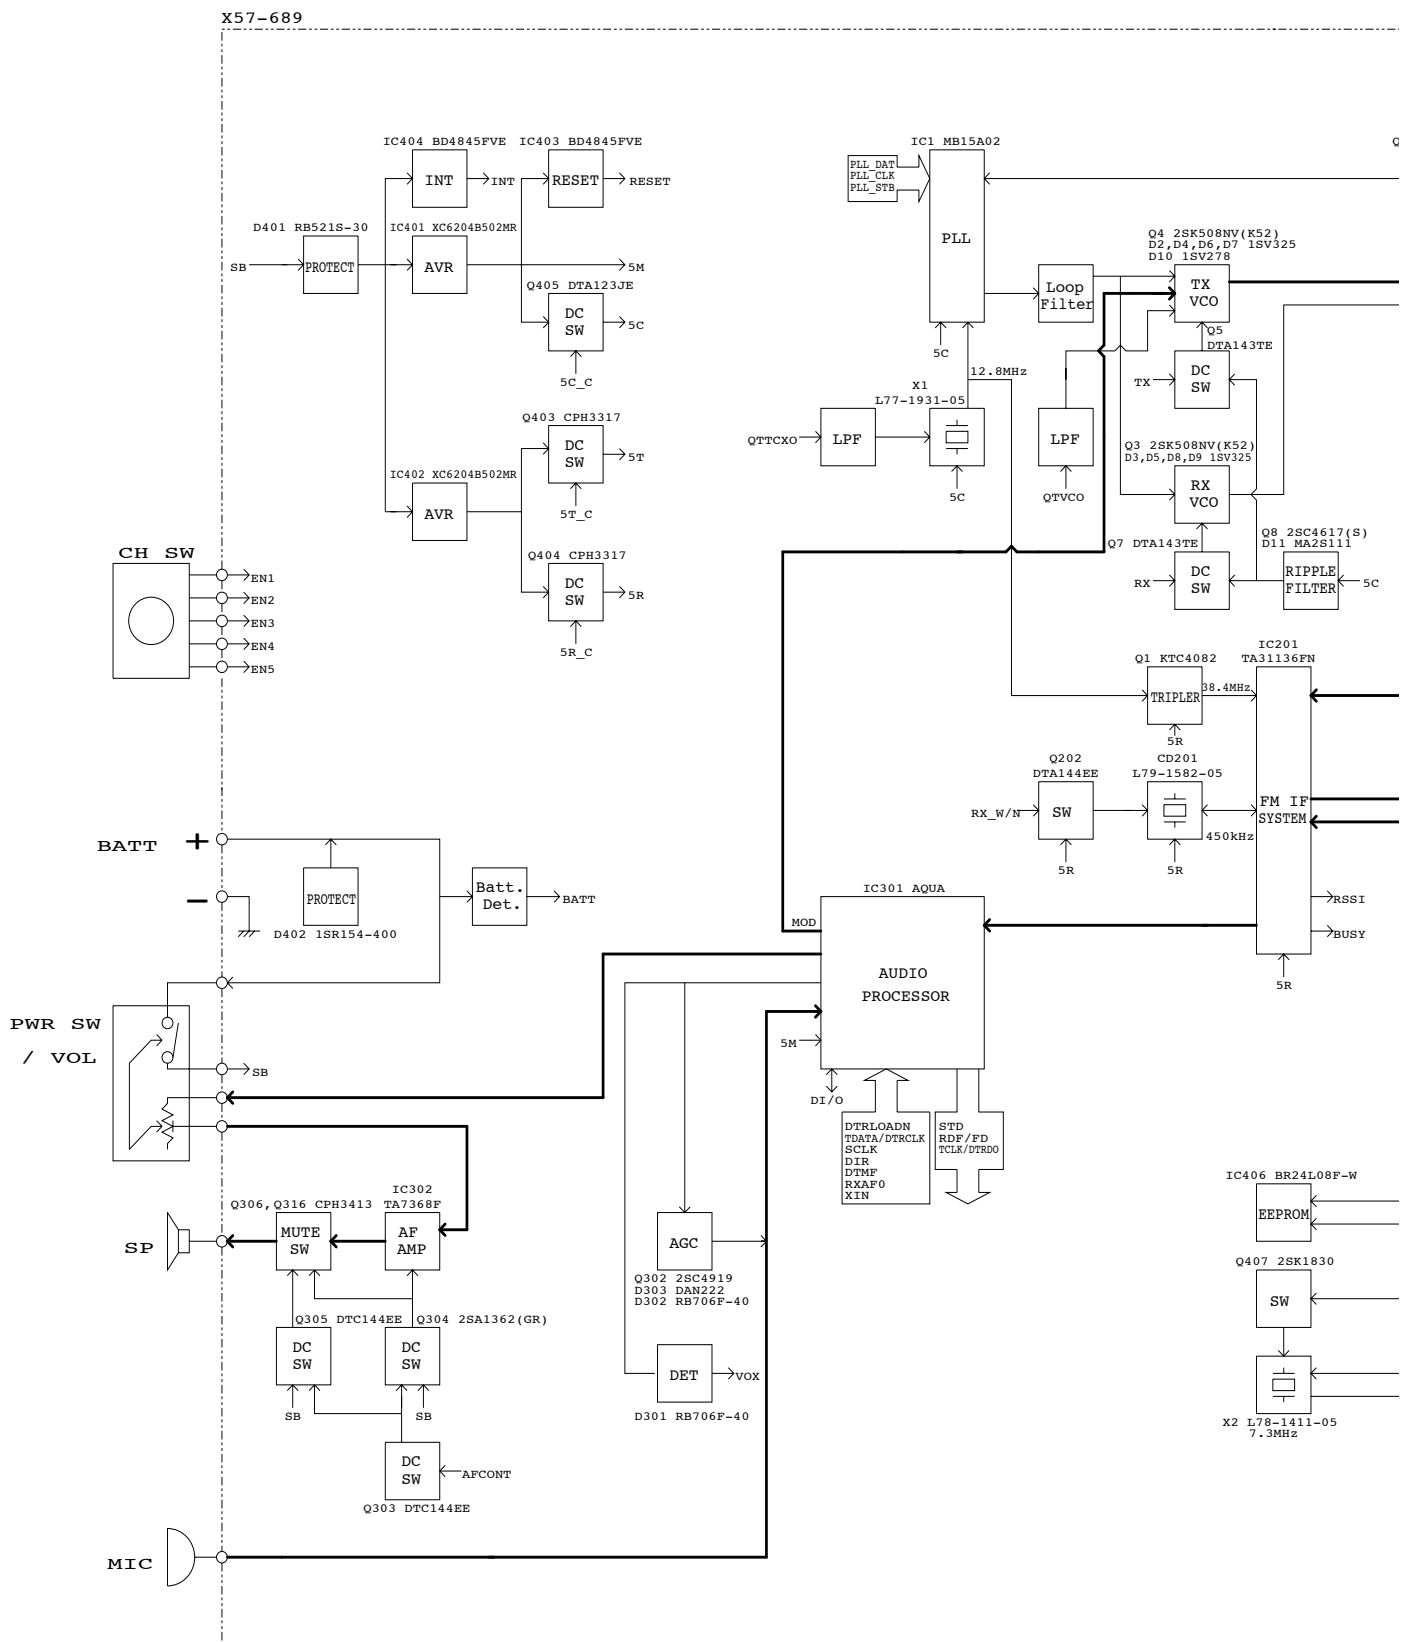 X57-689
IC404 BD4845FVE
INT
INT
IC403 BD4845FVE
RESET
RESET
D401 RB521S-30
SB
PROTECT
IC401 XC6204B502MR
AVR
5M
Q405 DTA123JE
DC
SW
5C
5C_C
Q403 CPH3317
DC
SW
5T
5T_C
IC402 XC6204B502MR
AVR
Q404 CPH3317
DC
SW
5R
5R_C
CH SW
EN1
EN2
EN3
EN4
EN5
IC1 MB15A02
PLL_DAT
PLL_CLK
PLL_STB
PLL
5C
12.8MHz
Loop
Filter
Q4 2SK508NV(K52)
D2,D4,D6,D7 1SV325
D10 1SV278
TX
VCO
Q5
DTA143TE
TX
DC
SW
X1
L77-1931-05
QTTCXO
LPF
5C
LPF
QTVCO
Q3 2SK508NV(K52)
D3,D5,D8,D9 1SV325
RX
VCO
Q7 DTA143TE
RX
DC
SW
Q8 2SC4617(S)
D11 MA2S111
RIPPLE
FILTER
5C
Q1 KTC4082
TRIPLER
38.4MHz
5R
IC201
TA31136FN
FM IF
SYSTEM
Q202
DTA144EE
RX_W/N
SW
5R
CD201
L79-1582-05
450kHz
5R
RSSI
BUSY
5R
BATT
+
-
PROTECT
D402 1SR154-400
Batt.
Det.
BATT
PWR SW
/ VOL
SB
IC301 AQUA
MOD
AUDIO
PROCESSOR
5M
DI/O
DTRLOADN
TDATA/DTRCLK
SCLK
DIR
DTMF
RXAF0
XIN
STD
RDF/FD
TCLK/DTRDO
SP
Q306,Q316 CPH3413
MUTE
SW
IC302
TA7368F
AF
AMP
Q305 DTC144EE
DC
SW
SB
Q304 2SA1362(GR)
DC
SW
SB
DC
SW
AFCONT
Q303 DTC144EE
AGC
Q302 2SC4919
D303 DAN222
D302 RB706F-40
DET
VOX
D301 RB706F-40
IC406 BR24L08F-W
EEPROM
Q407 2SK1830
SW
X2 L78-1411-05
7.3MHz
MIC